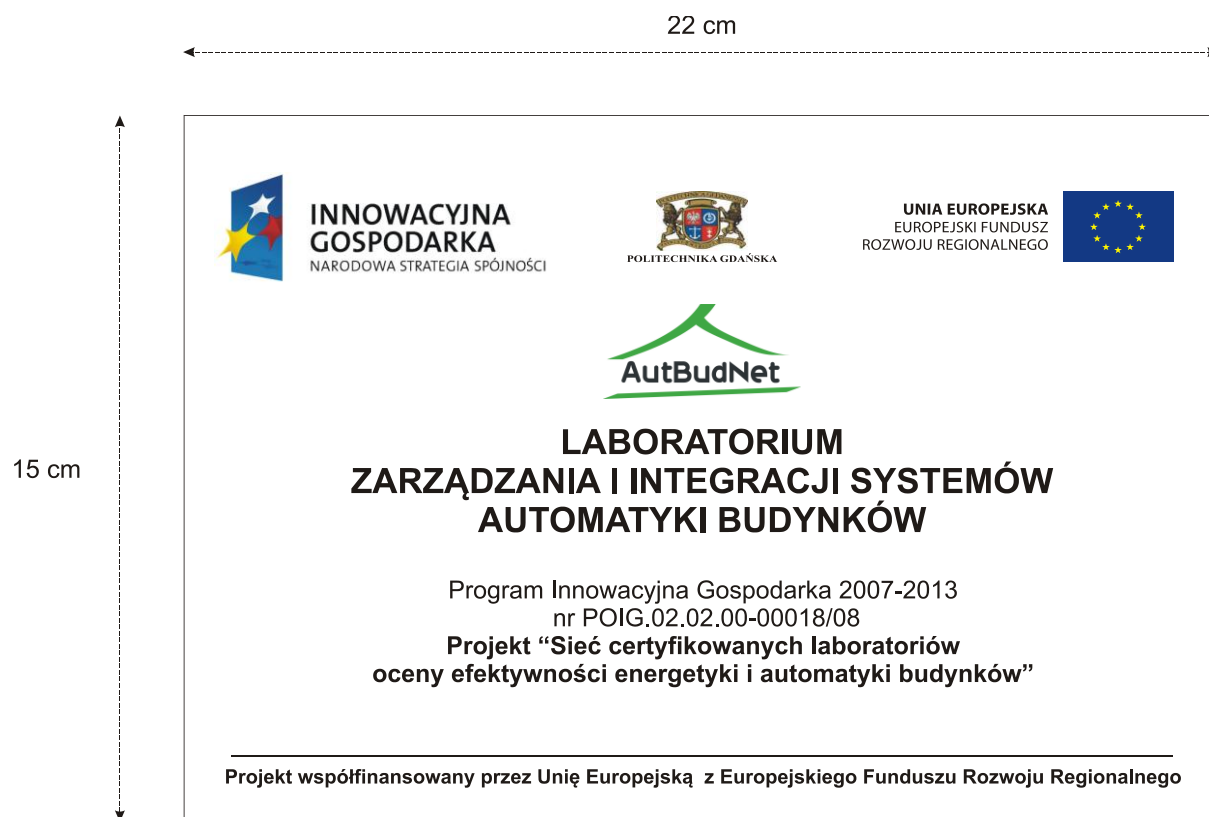 22 cm
15 cm
INNOWACYJNA
GOSPODARKA
NARODOWA STRATEGIA SPÓJNOŚCI
POLITECHNIKA GDAŃSKA
UNIA EUROPEJSKA
EUROPEJSKI FUNDUSZ
ROZWOJU REGIONALNEGO
AutBudNet
LABORATORIUM
ZARZĄDZANIA I INTEGRACJI SYSTEMÓW
AUTOMATYKI BUDYNKÓW
Program Innowacyjna Gospodarka 2007-2013
nr POIG.02.02.00-00018/08
Projekt “Sieć certyfikowanych laboratoriów
oceny efektywności energetyki i automatyki budynków”
Projekt współfinansowany przez Unię Europejską z Europejskiego Funduszu Rozwoju Regionalnego